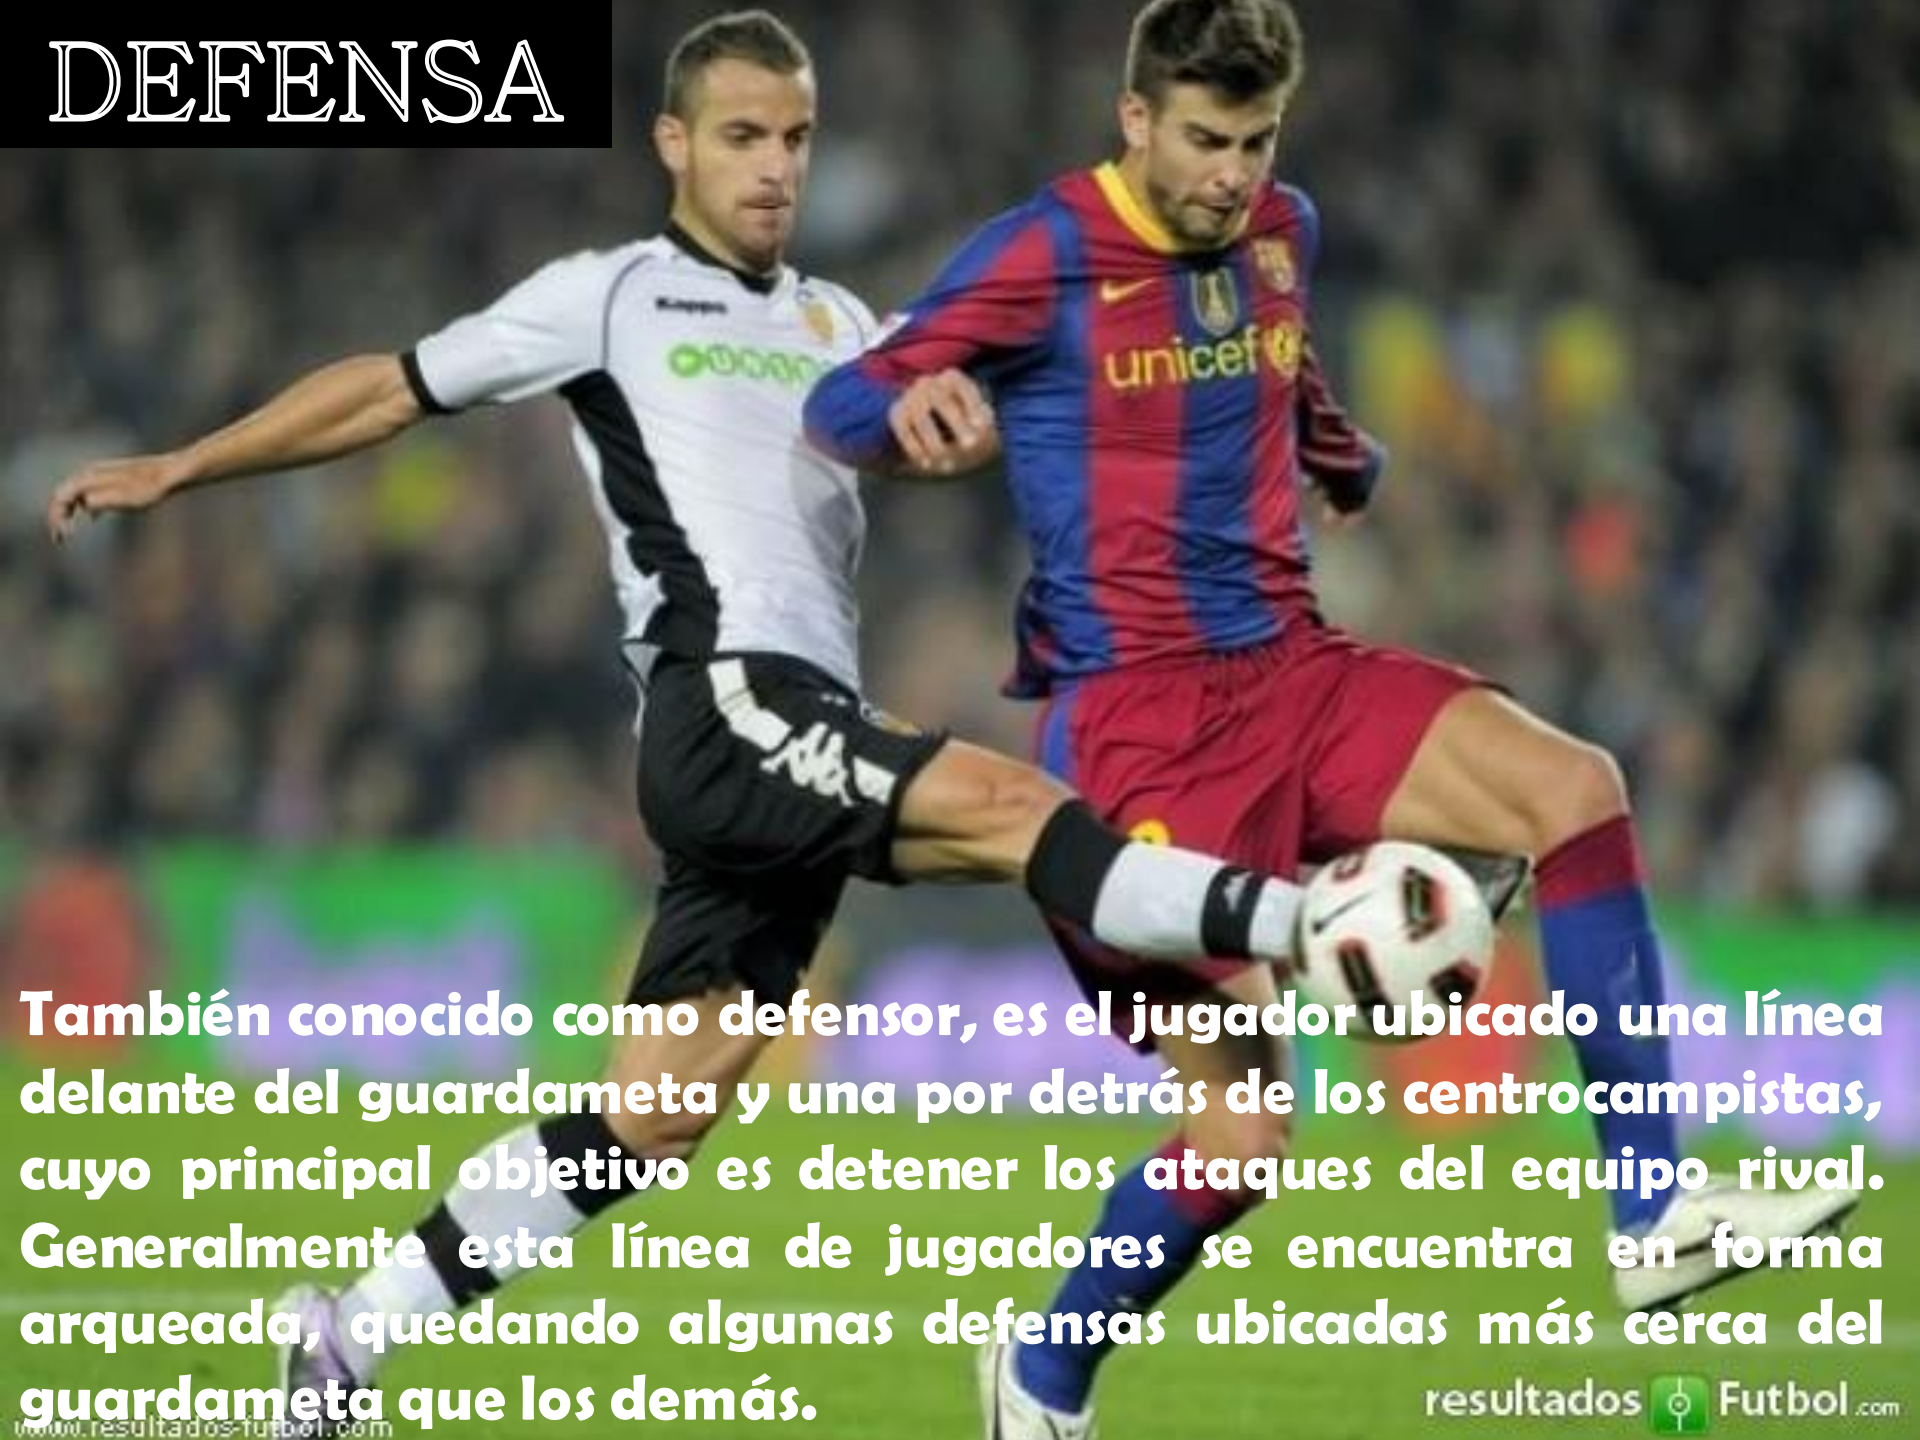 DEFENSA
Kappa
unicef
También conocido como defensor, es el jugador ubicado una línea
delante del guardameta y una por detrás de los centrocampistas,
cuyo principal objetivo es detener los ataques del equipo rival.
Generalmente esta línea de jugadores se encuentra en forma
arqueada, quedando algunas defensas ubicadas más cerca del
guardameta que los demás.
www.resultados-futbol.com
resultados Futbol.com